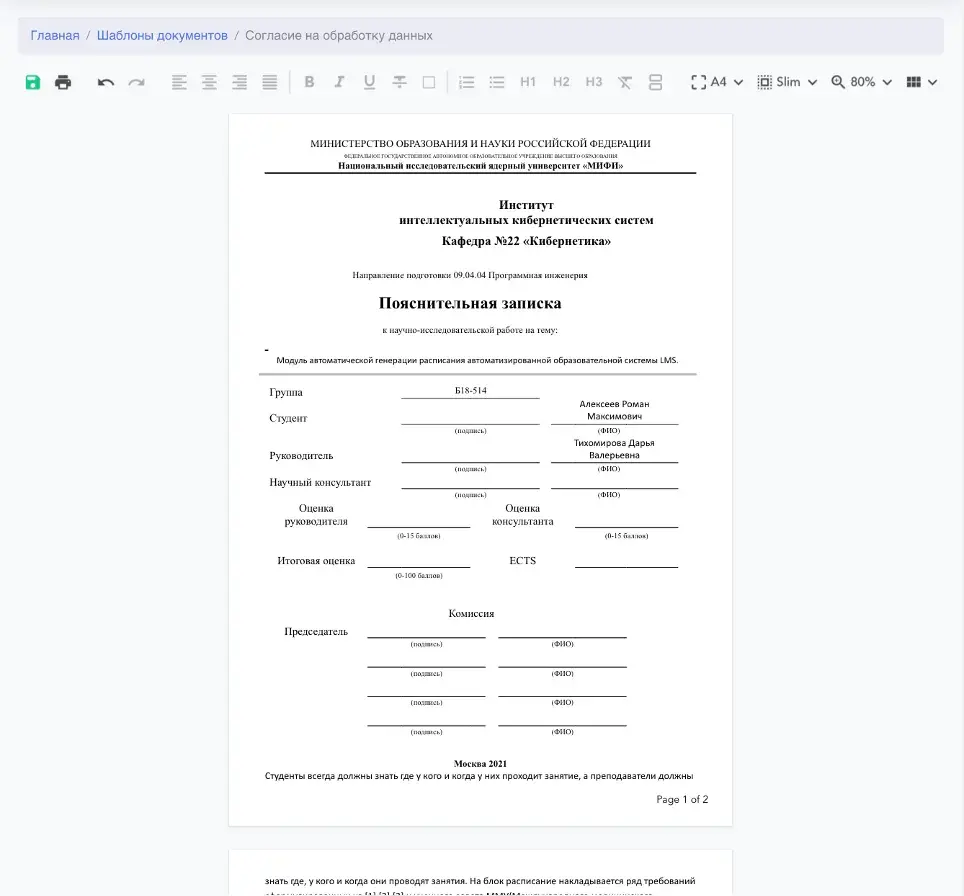 Главная / Шаблоны документов / Согласие на обработку данных
B I U H1 H2 H3 A4 Slim 80%
МИНИСТЕРСТВО ОБРАЗОВАНИЯ И НАУКИ РОССИЙСКОЙ ФЕДЕРАЦИИ
ФЕДЕРАЛЬНОЕ ГОСУДАРСТВЕННОЕ АВТОНОМНОЕ ОБРАЗОВАТЕЛЬНОЕ УЧРЕЖДЕНИЕ ВЫСШЕГО ОБРАЗОВАНИЯ
Национальный исследовательский ядерный университет «МИФИ»
Институт
интеллектуальных кибернетических систем
Кафедра №22 «Кибернетика»
Направление подготовки 09.04.04 Программная инженерия
Пояснительная записка
к научно-исследовательской работе на тему:
-
Модуль автоматической генерации расписания автоматизированной образовательной системы LMS.
Группа Б18-514
Алексеев Роман
Студент Максимович
(подпись) (ФИО)
Тихомирова Дарья
Руководитель Валерьевна
(подпись) (ФИО)
Научный консультант
(подпись) (ФИО)
Оценка Оценка
руководителя консультанта
(0-15 баллов) (0-15 баллов)
Итоговая оценка ECTS
(0-100 баллов)
Комиссия
Председатель
(подпись) (ФИО)
(подпись) (ФИО)
(подпись) (ФИО)
(подпись) (ФИО)
Москва 2021
Студенты всегда должны знать где у кого и когда у них проходит занятие, а преподаватели должны
Page 1 of 2
знать где, у кого и когда они проводят занятия. На блок расписание накладывается ряд требований